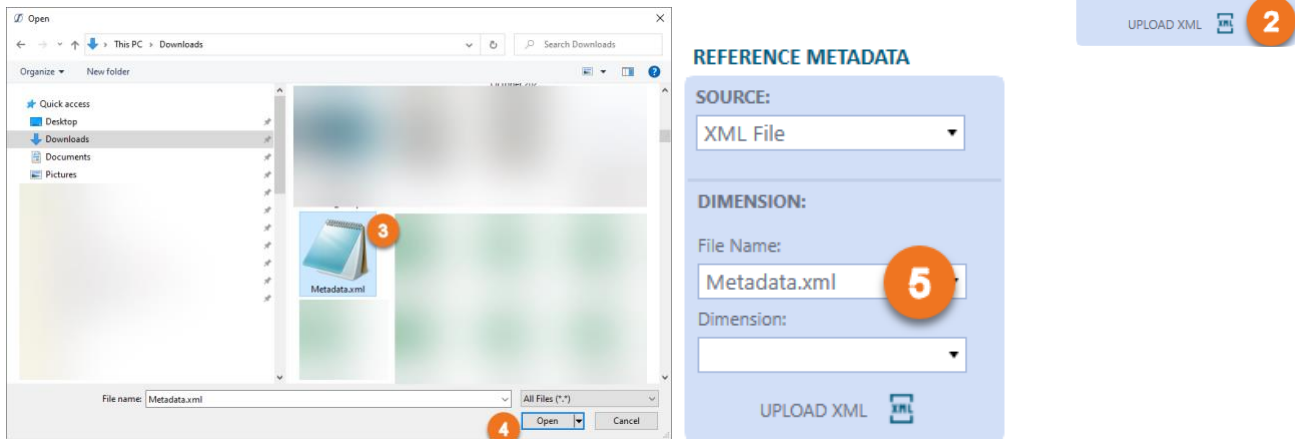 Open
This PC > Downloads
Search Downloads
Organize
New folder
Quick access
Desktop
Downloads
Documents
Pictures
3
Metadata.xml
File name: Metadata.xml
All Files (*.*)
4
Open
Cancel
UPLOAD XML
XML
2
REFERENCE METADATA
SOURCE:
XML File
DIMENSION:
File Name:
Metadata.xml
5
Dimension:
UPLOAD XML
XML